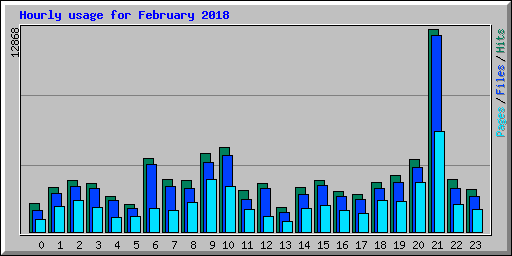 Hourly usage for February 2018
12868
Pages / Files / Hits
0 1 2 3 4 5 6 7 8 9 10 11 12 13 14 15 16 17 18 19 20 21 22 23